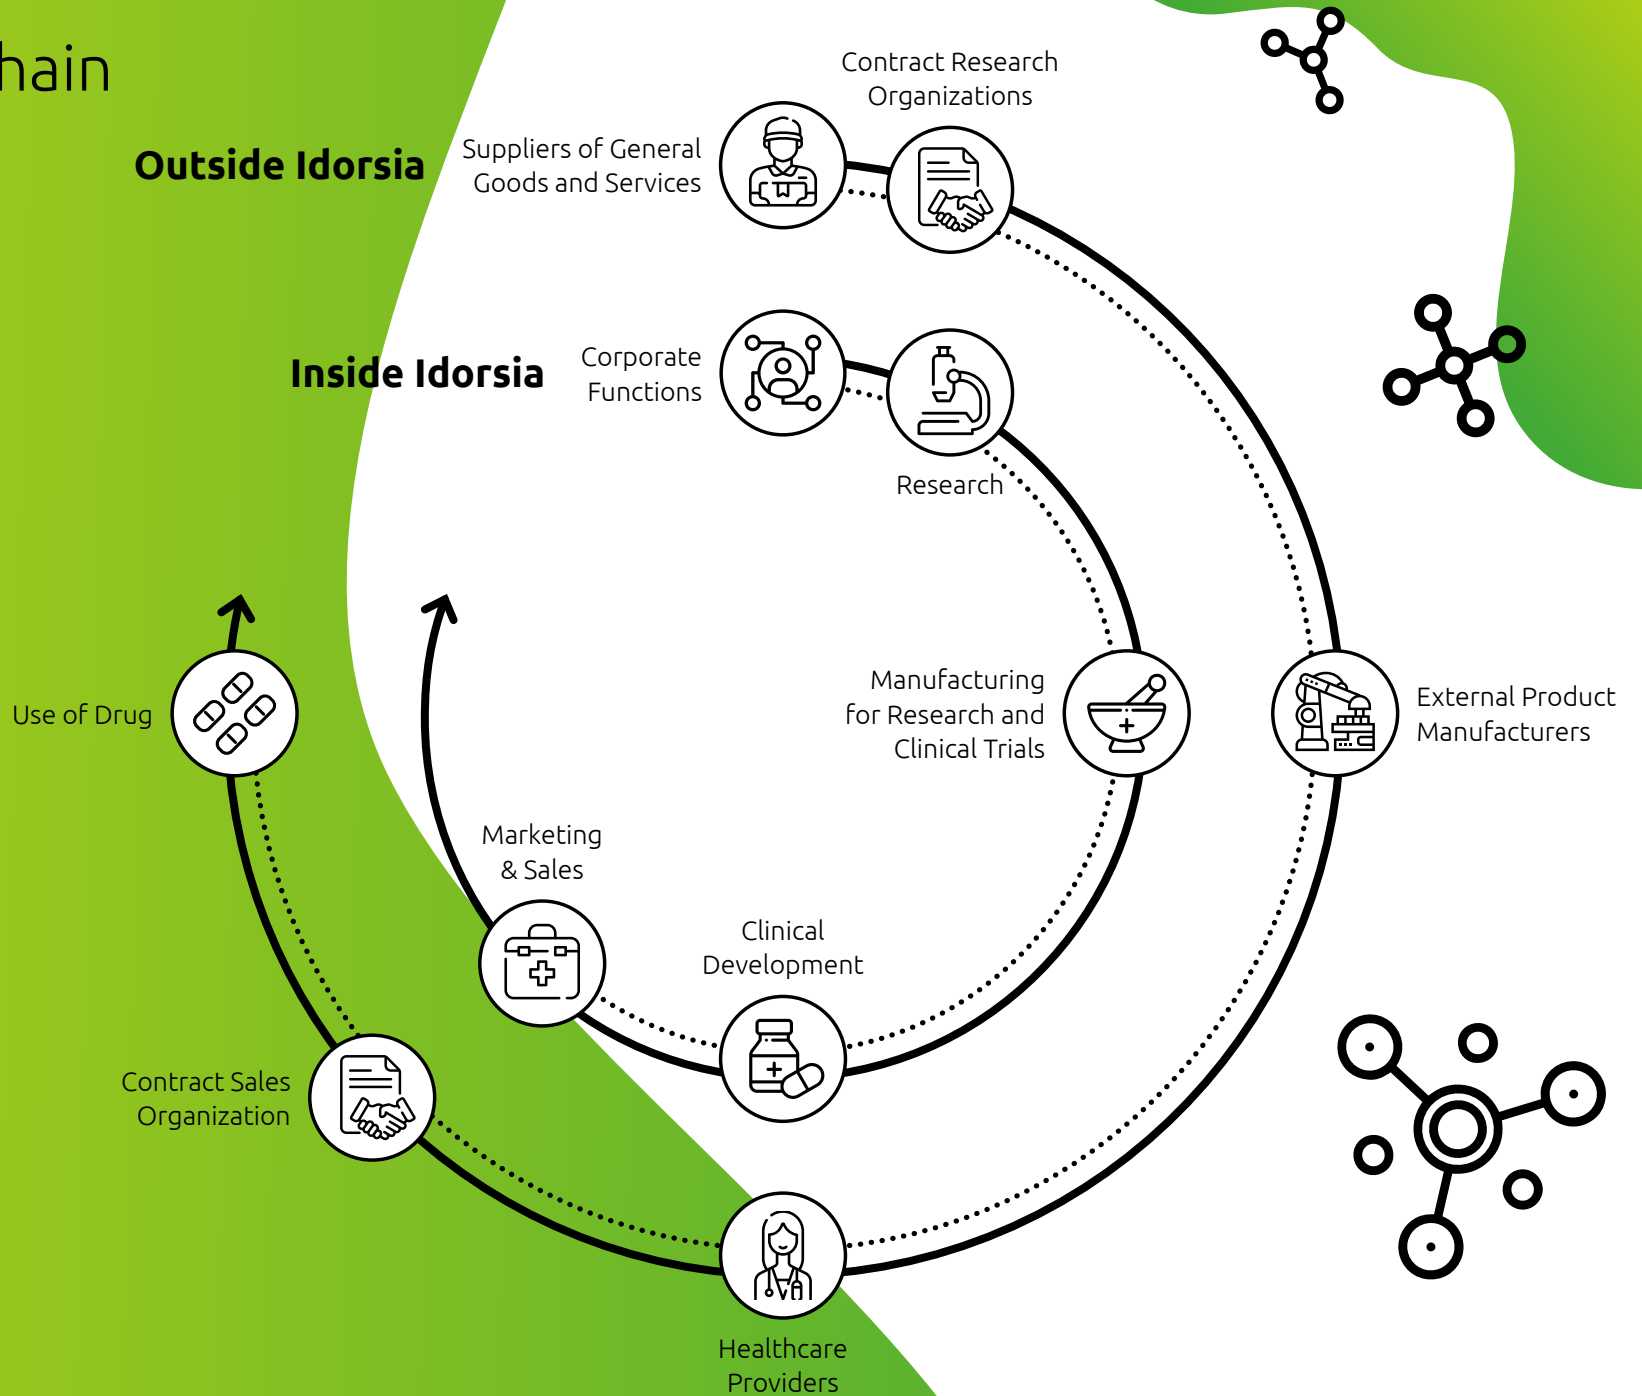 hain
Contract Research
Organizations
Outside Idorsia
Suppliers of General
Goods and Services
Inside Idorsia
Corporate
Functions
Research
Use of Drug
Manufacturing
for Research and
Clinical Trials
External Product
Manufacturers
Marketing
& Sales
Clinical
Development
Contract Sales
Organization
Healthcare
Providers